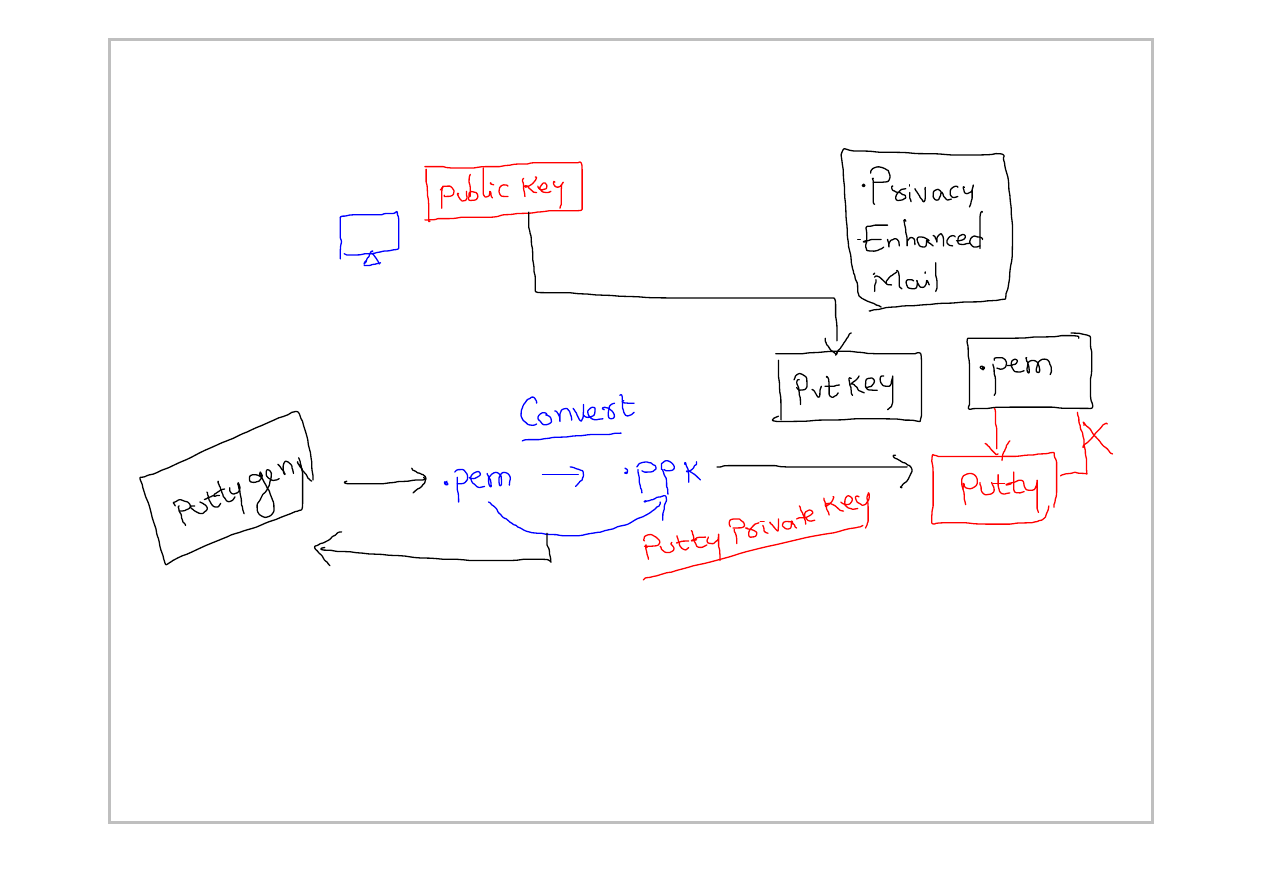 Public Key
·Privacy
·Enhanced
Mail
Pvt Key
.pem
Convert
Putty gen
.pem → .ppk
Putty
Putty Private Key